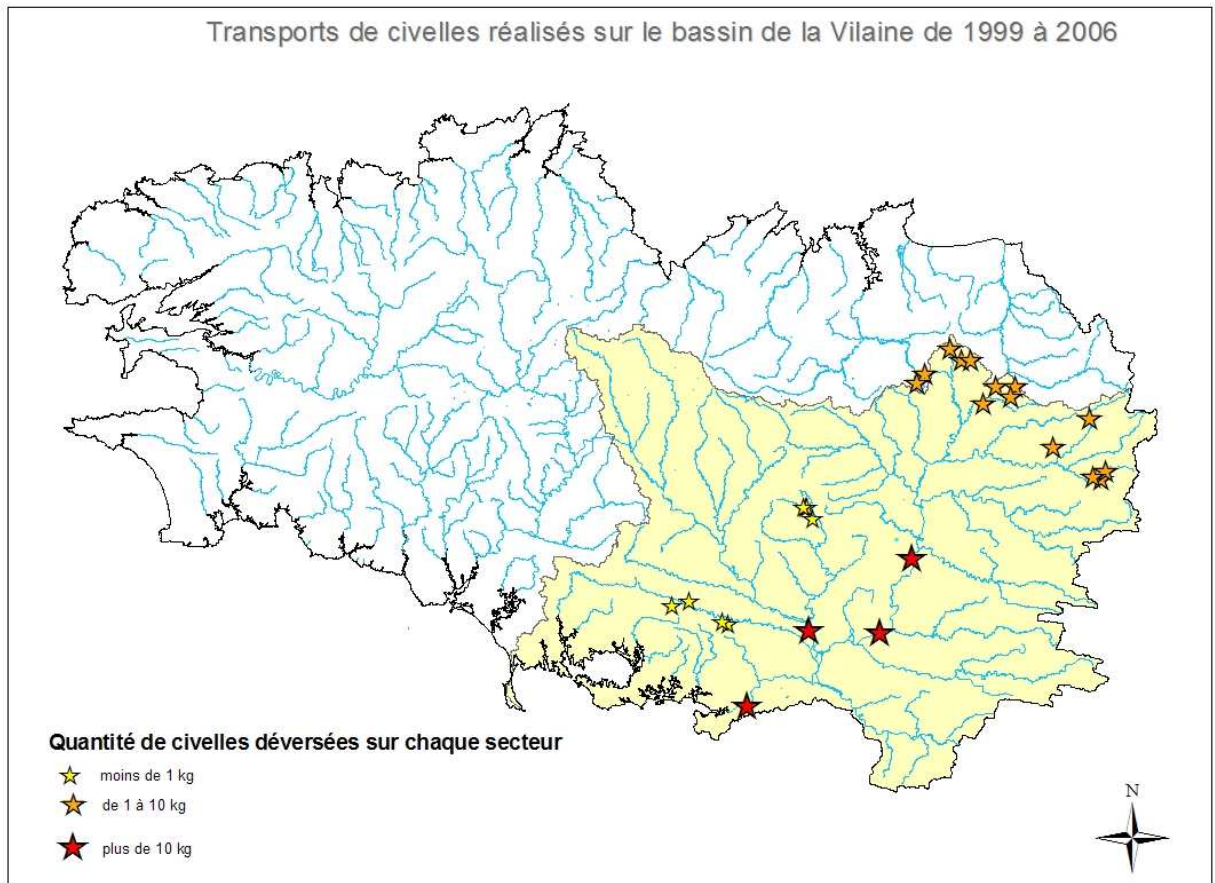 Transports de civelles réalisés sur le bassin de la Vilaine de 1999 à 2006
Quantité de civelles déversées sur chaque secteur
moins de 1 kg
de 1 à 10 kg
plus de 10 kg
N